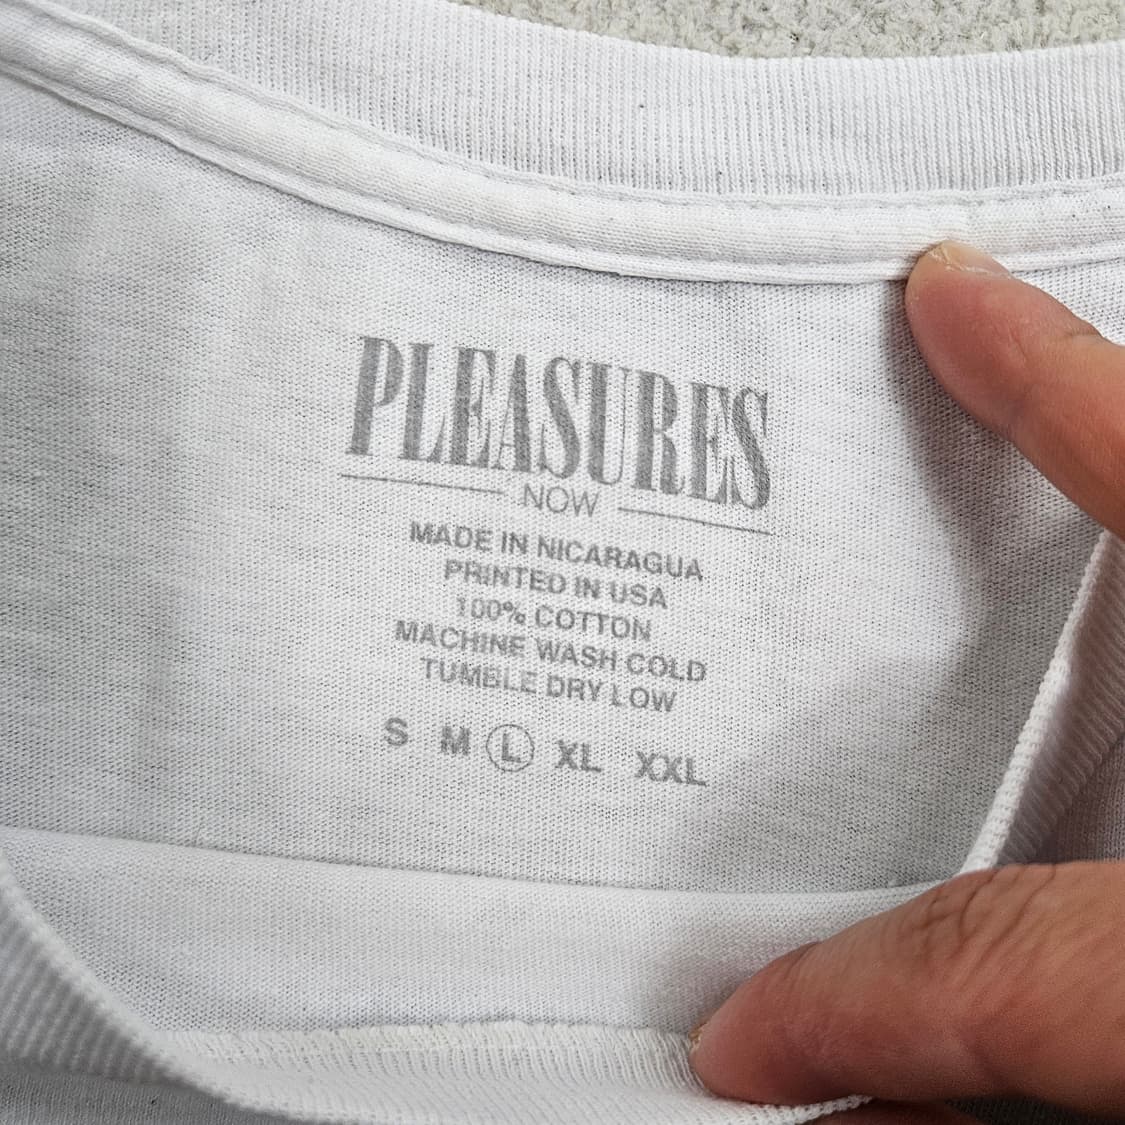 PLEASURES
NOW
MADE IN NICARAGUA
PRINTED IN USA
100% COTTON
MACHINE WASH COLD
TUMBLE DRY LOW
S M L XL XXL